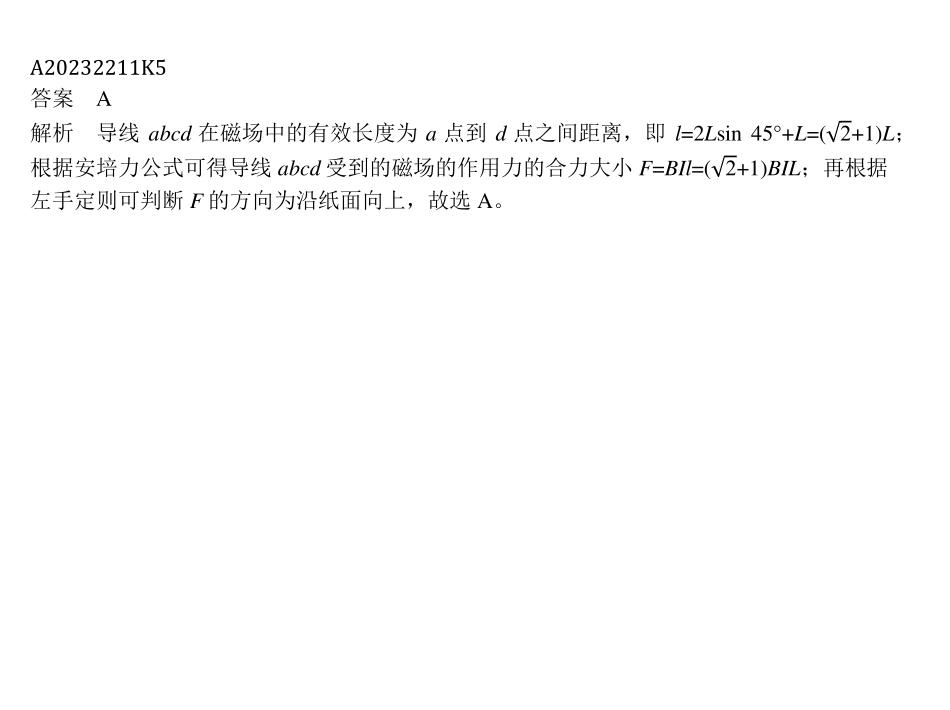 A20232211K5
答案 A
解析 导线 abcd 在磁场中的有效长度为 a 点到 d 点之间距离，即 l=2Lsin 45°+L=(√2+1)L；
根据安培力公式可得导线 abcd 受到的磁场的作用力的合力大小 F=BIl=(√2+1)BIL；再根据
左手定则可判断 F 的方向为沿纸面向上，故选 A。